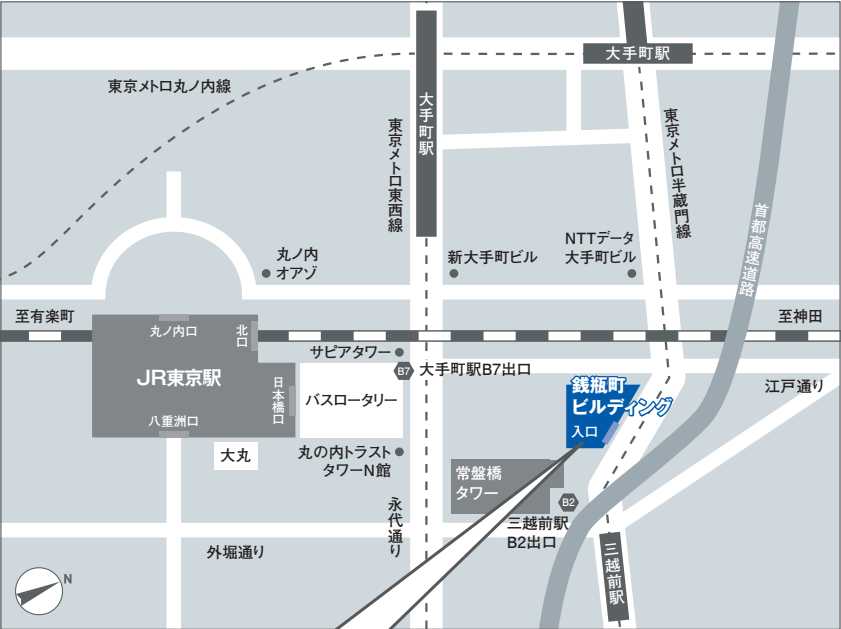 大手町駅
東京メトロ丸ノ内線
大手町駅
東京メトロ東西線
東京メトロ半蔵門線
首都高速道路
丸ノ内
オアゾ
新大手町ビル
NTTデータ
大手町ビル
至有楽町
至神田
丸ノ内口
北口
JR東京駅
日本橋口
八重洲口
サピアタワー
B7
大手町駅B7出口
バスロータリー
銭瓶町
ビルディング
入口
江戸通り
大丸
丸の内トラスト
タワーN館
常盤橋
タワー
B2
三越前駅
B2出口
永代通り
外堀通り
三越前駅
N